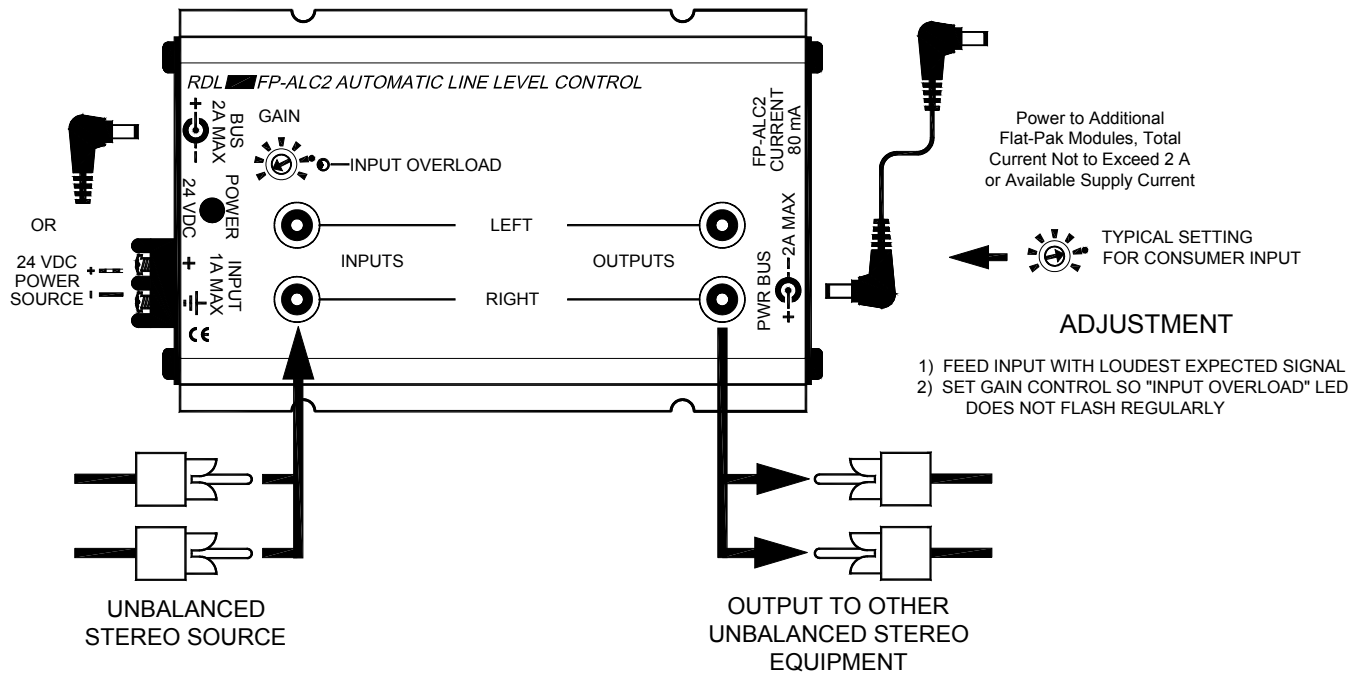 RDL FP-ALC2 AUTOMATIC LINE LEVEL CONTROL
+ -
BUS
2A MAX
GAIN
INPUT OVERLOAD
POWER
24 VDC
INPUT
1A MAX
+
CE
OR
24 VDC
POWER
SOURCE
+
-
LEFT
INPUTS
OUTPUTS
RIGHT
FP-ALC2
CURRENT
80 mA
PWR BUS
+ - 2A MAX
Power to Additional
Flat-Pak Modules, Total
Current Not to Exceed 2 A
or Available Supply Current
TYPICAL SETTING
FOR CONSUMER INPUT
ADJUSTMENT
1) FEED INPUT WITH LOUDEST EXPECTED SIGNAL
2) SET GAIN CONTROL SO "INPUT OVERLOAD" LED
DOES NOT FLASH REGULARLY
UNBALANCED
STEREO SOURCE
OUTPUT TO OTHER
UNBALANCED STEREO
EQUIPMENT